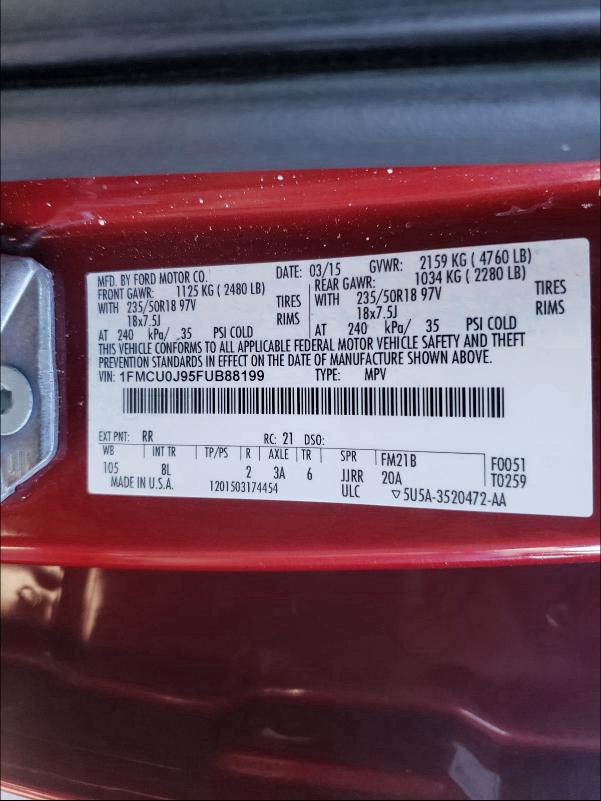 MFD. BY FORD MOTOR CO. DATE: 03/15 GVWR: 2159 KG ( 4760 LB)
FRONT GAWR: 1125 KG ( 2480 LB) REAR GAWR: 1034 KG ( 2280 LB)
WITH 235/50R18 97V TIRES WITH 235/50R18 97V TIRES
18x7.5J RIMS 18x7.5J RIMS
AT 240 kPa/ 35 PSI COLD AT 240 kPa/ 35 PSI COLD
THIS VEHICLE CONFORMS TO ALL APPLICABLE FEDERAL MOTOR VEHICLE SAFETY AND THEFT
PREVENTION STANDARDS IN EFFECT ON THE DATE OF MANUFACTURE SHOWN ABOVE.
VIN: 1FMCU0J95FUB88199 TYPE: MPV
EXT PNT: RR RC: 21 DSO:
WB INT TR TP/PS R AXLE TR SPR FM21B F0051
105 8L 2 3A 6 JJRR 20A T0259
MADE IN U.S.A. 1201503174454 ULC ▽5U5A-3520472-AA